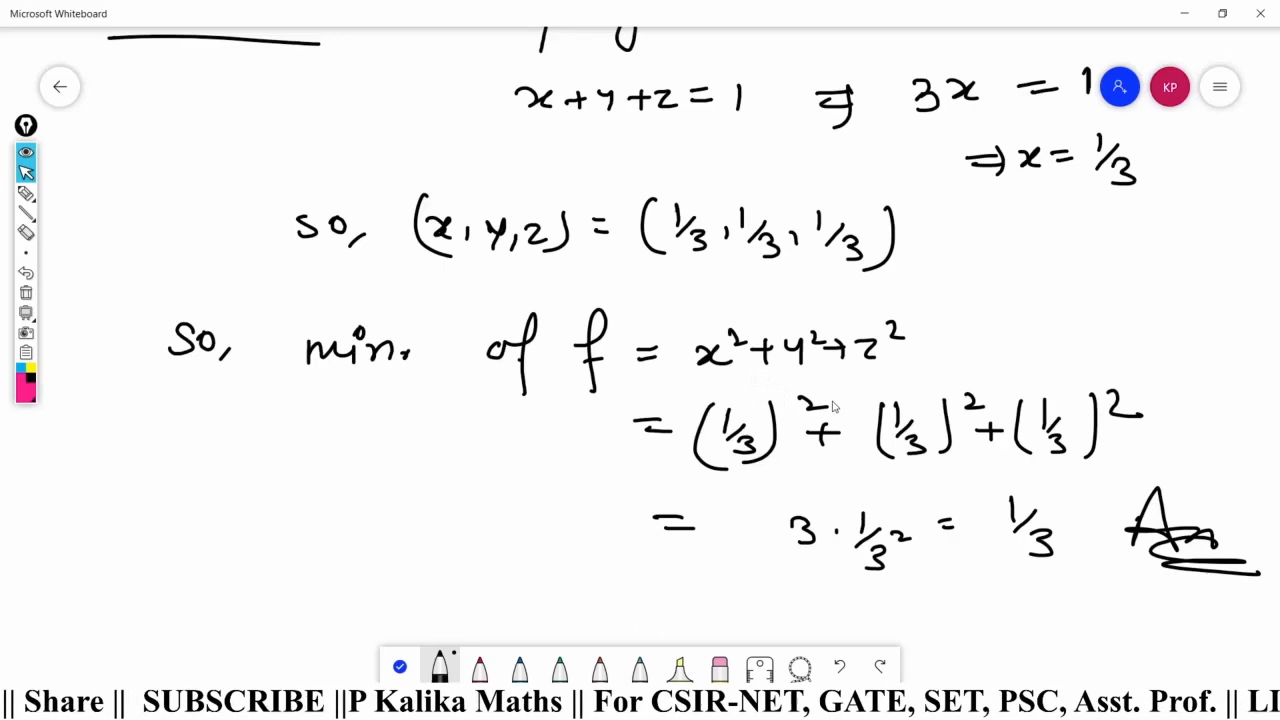 Microsoft Whiteboard
x+y+z=1 ⇒ 3x = 1
KP
⇒ x = 1/3
so, (x,y,z) = (1/3, 1/3, 1/3)
So, min. of f = x²+y²+z²
= (1/3)² + (1/3)² + (1/3)²
= 3 · 1/3² = 1/3 An
|| Share || SUBSCRIBE ||P Kalika Maths || For CSIR-NET, GATE, SET, PSC, Asst. Prof. ||